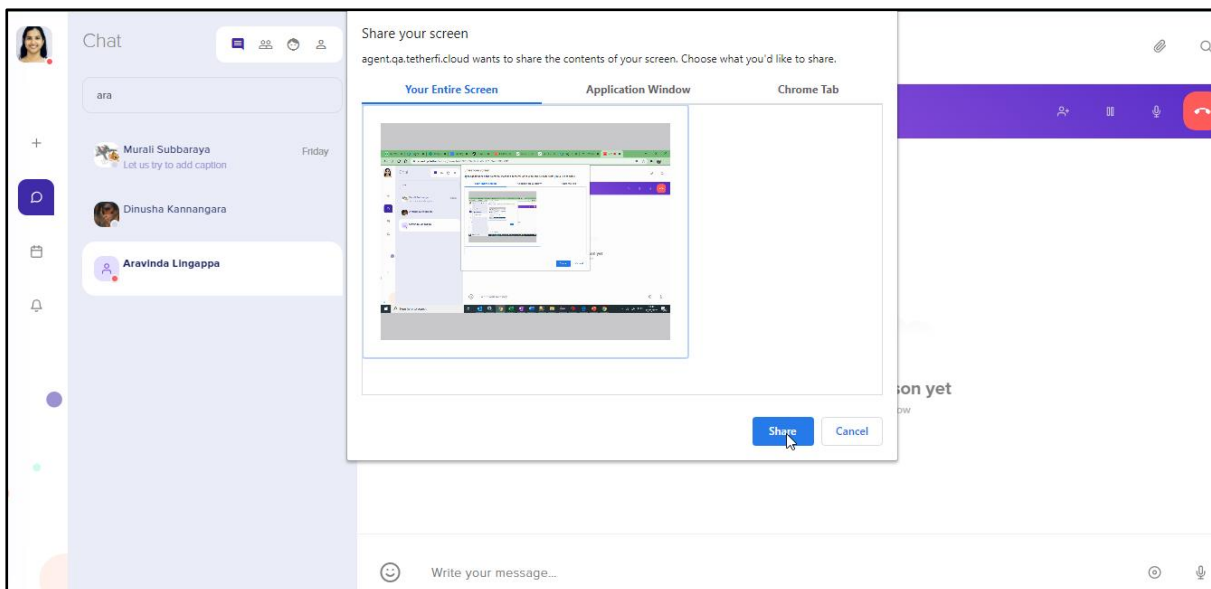 Chat
ara
Murali Subbaraya
Friday
Let us try to add caption
Dinusha Kannangara
Aravinda Lingappa
Share your screen
agent.qa.tetherfi.cloud wants to share the contents of your screen. Choose what you'd like to share.
Your Entire Screen
Application Window
Chrome Tab
son yet
ow
Share
Cancel
Write your message...